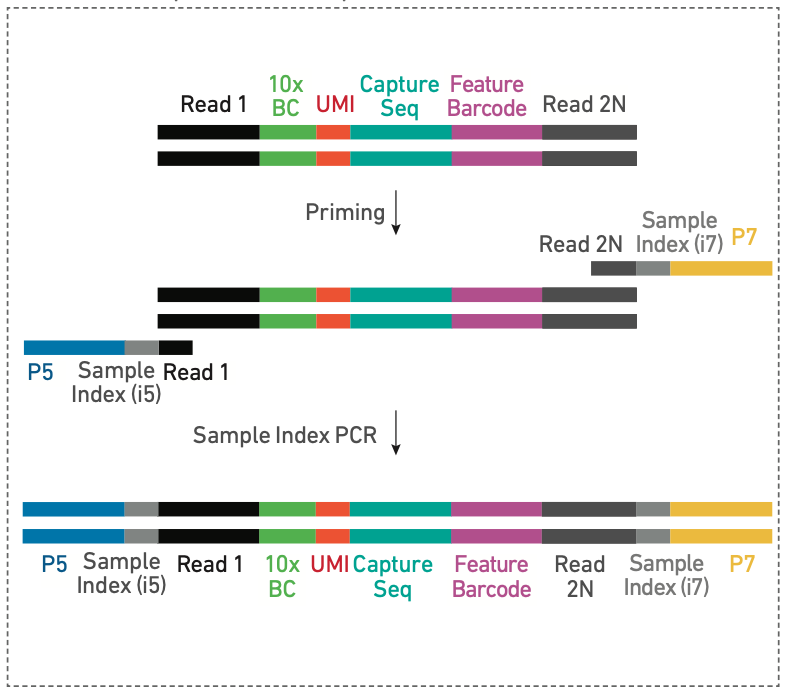 Read 1
10x
BC
UMI
Capture
Seq
Feature
Barcode
Read 2N
Priming
Read 2N
Sample
Index (i7)
P7
P5
Sample
Index (i5)
Read 1
Sample Index PCR
P5
Sample
Index (i5)
Read 1
10x
BC
UMI
Capture
Seq
Feature
Barcode
Read
2N
Sample
Index (i7)
P7